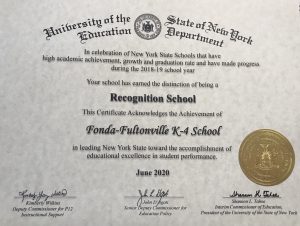 University of the State of New York
Education Department
In celebration of New York State Schools that have
high academic achievement, growth and graduation rate and have made progress
during the 2018-19 school year
Your school has earned the distinction of being a
Recognition School
This Certificate Acknowledges the Achievement of
Fonda-Fultonville K-4 School
in leading New York State toward the accomplishment of
educational excellence in student performance.
June 2020
Kimberly Wilkins
Deputy Commissioner for P12
Instructional Support
Senior Deputy Commissioner for
Education Policy
Shannon L. Tahoe
Interim Commissioner of Education,
President of the University of the State of New York